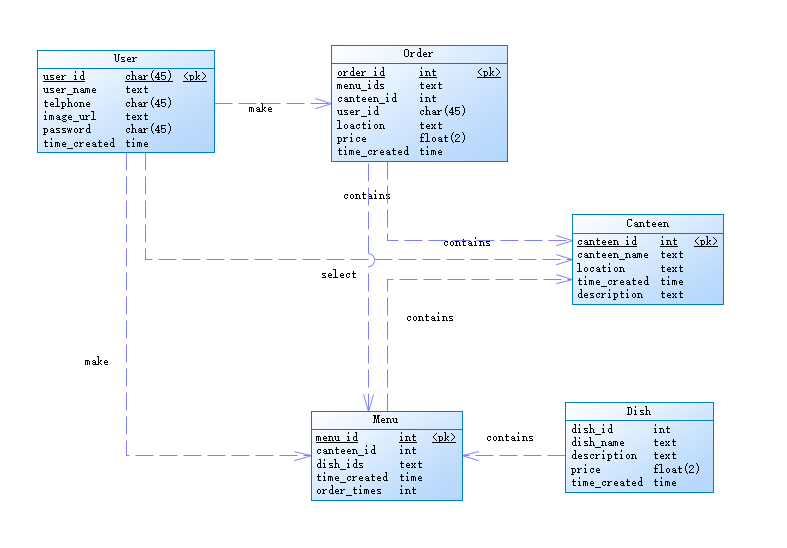 User
user_id char(45) <pk>
user_name text
telphone char(45)
image_url text
password char(45)
time_created time
Order
order_id int <pk>
menu_ids text
canteen_id int
user_id char(45)
loaction text
price float(2)
time_created time
make
contains
contains
Canteen
canteen_id int <pk>
canteen_name text
location text
time_created time
description text
select
contains
make
Menu
menu_id int <pk>
canteen_id int
dish_ids text
time_created time
order_times int
contains
Dish
dish_id int
dish_name text
description text
price float(2)
time_created time